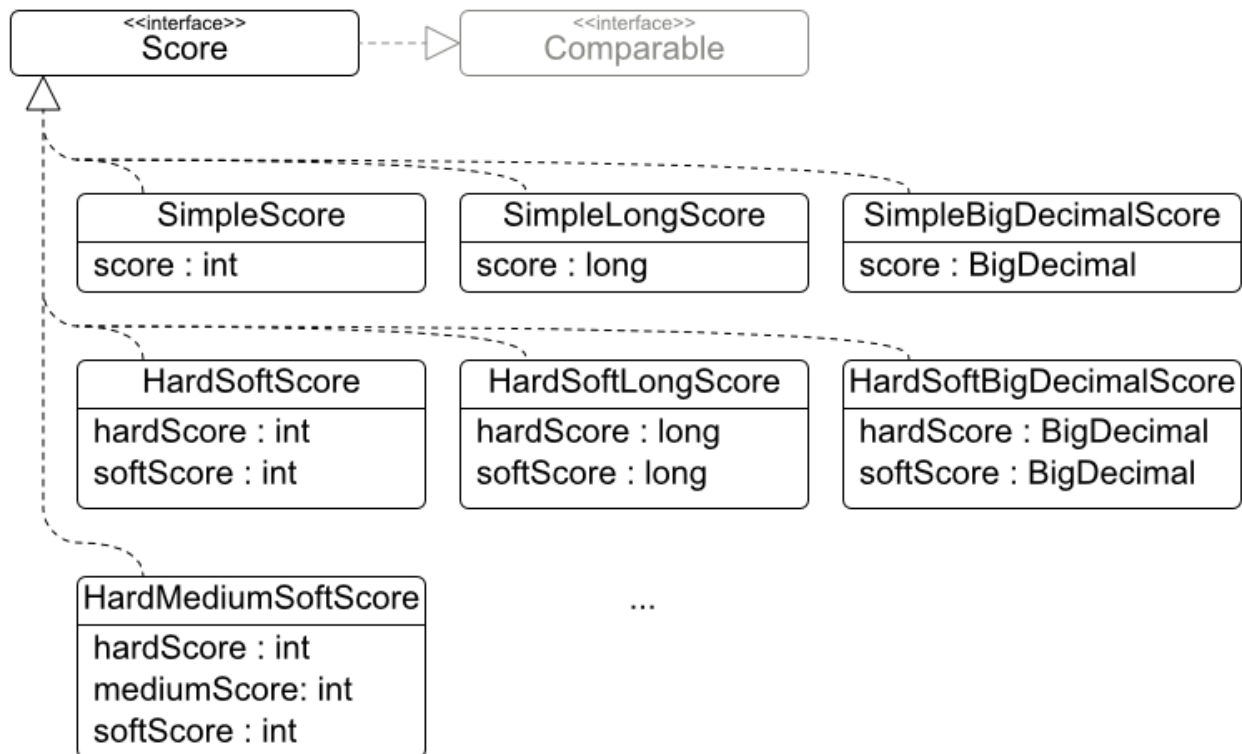 <<interface>>
Score
<<interface>>
Comparable
SimpleScore
score : int
SimpleLongScore
score : long
SimpleBigDecimalScore
score : BigDecimal
HardSoftScore
hardScore : int
softScore : int
HardSoftLongScore
hardScore : long
softScore : long
HardSoftBigDecimalScore
hardScore : BigDecimal
softScore : BigDecimal
HardMediumSoftScore
hardScore : int
mediumScore: int
softScore : int
...